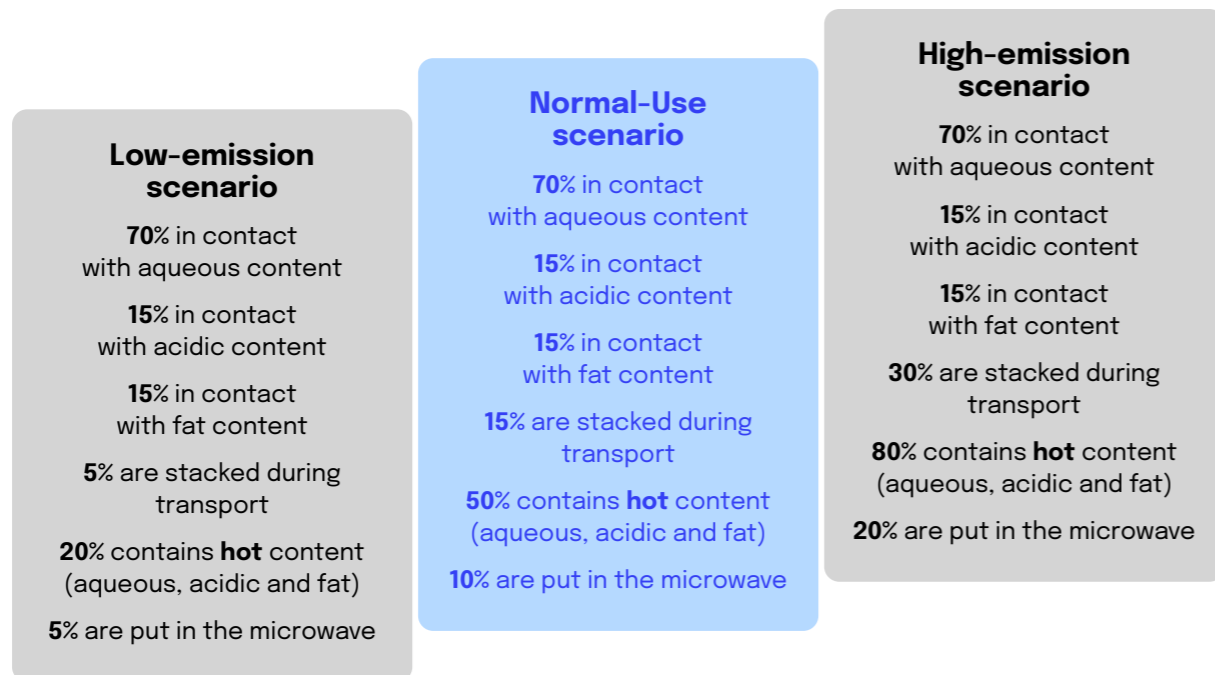 Low-emission
scenario
70% in contact
with aqueous content
15% in contact
with acidic content
15% in contact
with fat content
5% are stacked during
transport
20% contains hot content
(aqueous, acidic and fat)
5% are put in the microwave
Normal-Use
scenario
70% in contact
with aqueous content
15% in contact
with acidic content
15% in contact
with fat content
15% are stacked during
transport
50% contains hot content
(aqueous, acidic and fat)
10% are put in the microwave
High-emission
scenario
70% in contact
with aqueous content
15% in contact
with acidic content
15% in contact
with fat content
30% are stacked during
transport
80% contains hot content
(aqueous, acidic and fat)
20% are put in the microwave